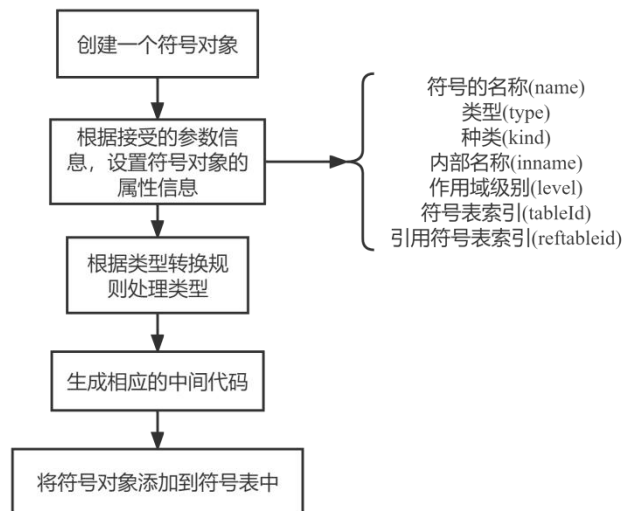 创建一个符号对象
根据接受的参数信
息，设置符号对象的
属性信息
符号的名称(name)
类型(type)
种类(kind)
内部名称(inname)
作用域级别(level)
符号表索引(tableId)
引用符号表索引(reftableid)
根据类型转换规
则处理类型
生成相应的中间代码
将符号对象添加到符号表中